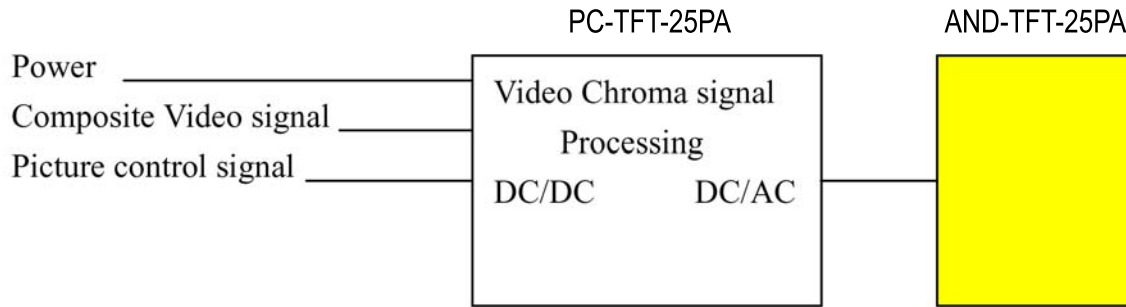 PC-TFT-25PA AND-TFT-25PA
Power
Composite Video signal
Picture control signal
Video Chroma signal
Processing
DC/DC DC/AC